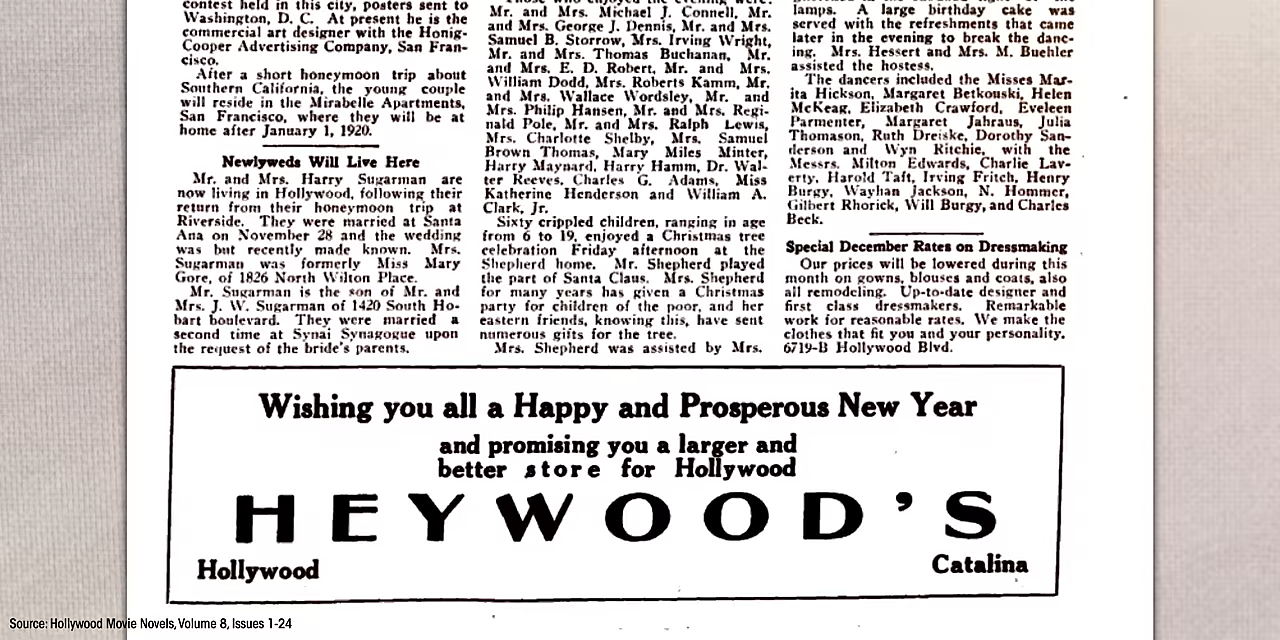 contest held in this city, posters sent to
Washington, D. C. At present he is the
commercial art designer with the Honig-
Cooper Advertising Company, San Fran-
cisco.
After a short honeymoon trip about
Southern California, the young couple
will reside in the Mirabelle Apartments,
San Francisco, where they will be at
home after January 1, 1920.
Newlyweds Will Live Here
Mr. and Mrs. Harry Sugarman are
now living in Hollywood, following their
return from their honeymoon trip at
Riverside. They were married at Santa
Ana on November 28 and the wedding
was but recently made known. Mrs.
Sugarman was formerly Miss Mary
Gore, of 1826 North Wilton Place.
Mr. Sugarman is the son of Mr. and
Mrs. J. W. Sugarman of 1420 South Ho-
bart boulevard. They were married a
second time at Synai Synagogue upon
the request of the bride's parents.
Those who enjoyed the evening were:
Mr. and Mrs. Michael J. Connell, Mr.
and Mrs. George J. Dennis, Mr. and Mrs.
Samuel B. Storrow, Mrs. Irving Wright,
Mr. and Mrs. Thomas Buchanan, Mr.
and Mrs. E. D. Robert, Mr. and Mrs.
William Dodd, Mrs. Roberts Kamm, Mr.
and Mrs. Wallace Wordsley, Mr. and
Mrs. Philip Hansen, Mr. and Mrs. Regi-
nald Pole, Mr. and Mrs. Ralph Lewis,
Mrs. Charlotte Shelby, Mrs. Samuel
Brown Thomas, Mary Miles Minter,
Harry Maynard, Harry Hamm, Dr. Wal-
ter Reeves, Charles G. Adams, Miss
Katherine Henderson and William A.
Clark, Jr.
Sixty crippled children, ranging in age
from 6 to 19, enjoyed a Christmas tree
celebration Friday afternoon at the
Shepherd home. Mr. Shepherd played
the part of Santa Claus. Mrs. Shepherd
for many years has given a Christmas
party for children of the poor, and her
eastern friends, knowing this, have sent
numerous gifts for the tree.
Mrs. Shepherd was assisted by Mrs.
lamps. A large birthday cake was
served with the refreshments that came
later in the evening to break the danc-
ing. Mrs. Hessert and Mrs. M. Buehler
assisted the hostess.
The dancers included the Misses Mar-
ita Hickson, Margaret Betkouski, Helen
McKeag, Elizabeth Crawford, Eveleen
Parmenter, Margaret Jahraus, Julia
Thomason, Ruth Dreiske, Dorothy San-
derson and Wyn Ritchie, with the
Messrs. Milton Edwards, Charlie Lav-
erty, Harold Taft, Irving Fritch, Henry
Burgy, Wayhan Jackson, N. Hommer,
Gilbert Rhorick, Will Burgy, and Charles
Beck.
Special December Rates on Dressmaking
Our prices will be lowered during this
month on gowns, blouses and coats, also
all remodeling. Up-to-date designer and
first class dressmakers. Remarkable
work for reasonable rates. We make the
clothes that fit you and your personality.
6719-B Hollywood Blvd.
Wishing you all a Happy and Prosperous New Year
and promising you a larger and
better store for Hollywood
HEYWOOD'S
Hollywood
Catalina
Source: Hollywood Movie Novels, Volume 8, Issues 1-24